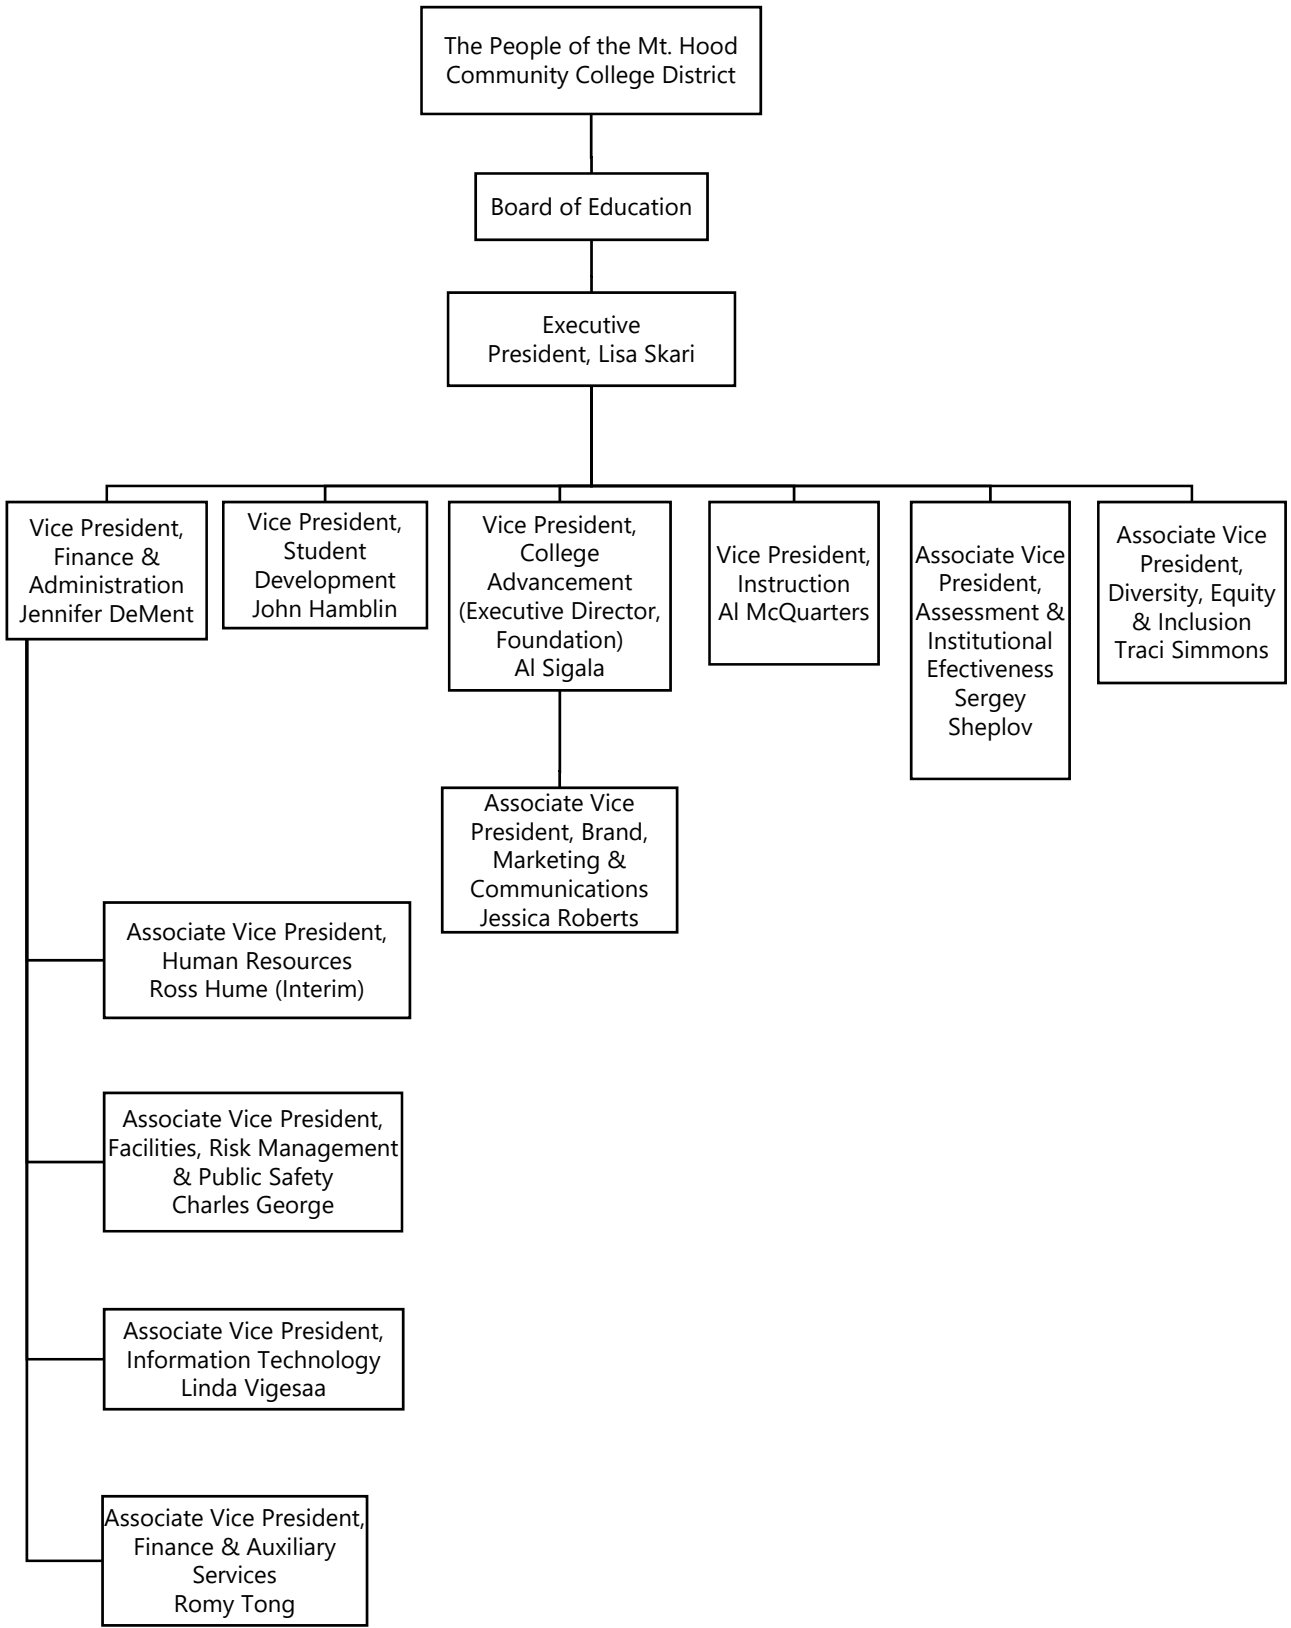 The People of the Mt. Hood
Community College District
Board of Education
Executive
President, Lisa Skari
Vice President,
Finance &
Administration
Jennifer DeMent
Vice President,
Student
Development
John Hamblin
Vice President,
College
Advancement
(Executive Director,
Foundation)
Al Sigala
Vice President,
Instruction
Al McQuarters
Associate Vice
President,
Assessment &
Institutional
Efectiveness
Sergey
Sheplov
Associate Vice
President,
Diversity, Equity
& Inclusion
Traci Simmons
Associate Vice
President, Brand,
Marketing &
Communications
Jessica Roberts
Associate Vice President,
Human Resources
Ross Hume (Interim)
Associate Vice President,
Facilities, Risk Management
& Public Safety
Charles George
Associate Vice President,
Information Technology
Linda Vigesaa
Associate Vice President,
Finance & Auxiliary
Services
Romy Tong